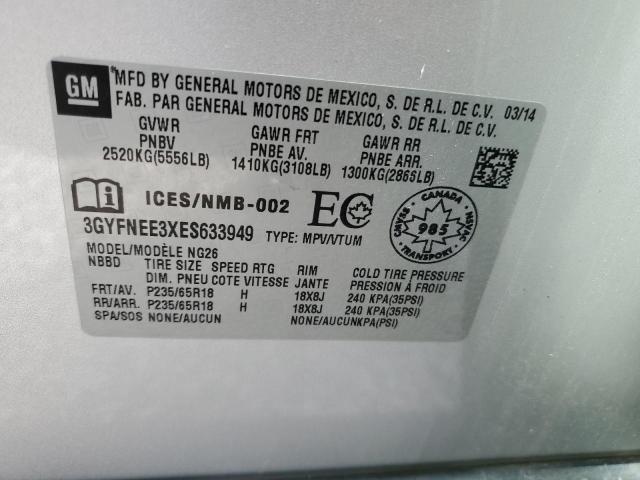 GM
MFD BY GENERAL MOTORS DE MEXICO, S. DE R.L. DE C.V. 03/14
FAB. PAR GENERAL MOTORS DE MEXICO, S. DE R.L. DE C.V.
GVWR GAWR FRT GAWR RR
PNBV PNBE AV. PNBE ARR.
2520KG(5556LB) 1410KG(3108LB) 1300KG(2866LB)
i ICES/NMB-002 EC
3GYFNEE3XES633949 TYPE: MPV/VTUM
CANADA
SVNAC 985 NSVAC
TRANSPORT
MODEL/MODÈLE NG26
NBBD TIRE SIZE SPEED RTG RIM COLD TIRE PRESSURE
DIM. PNEU COTE VITESSE JANTE PRESSION À FROID
FRT/AV. P235/65R18 H 18X8J 240 KPA(35PSI)
RR/ARR. P235/65R18 H 18X8J 240 KPA(35PSI)
SPA/SOS NONE/AUCUN NONE/AUCUNKPA(PSI)